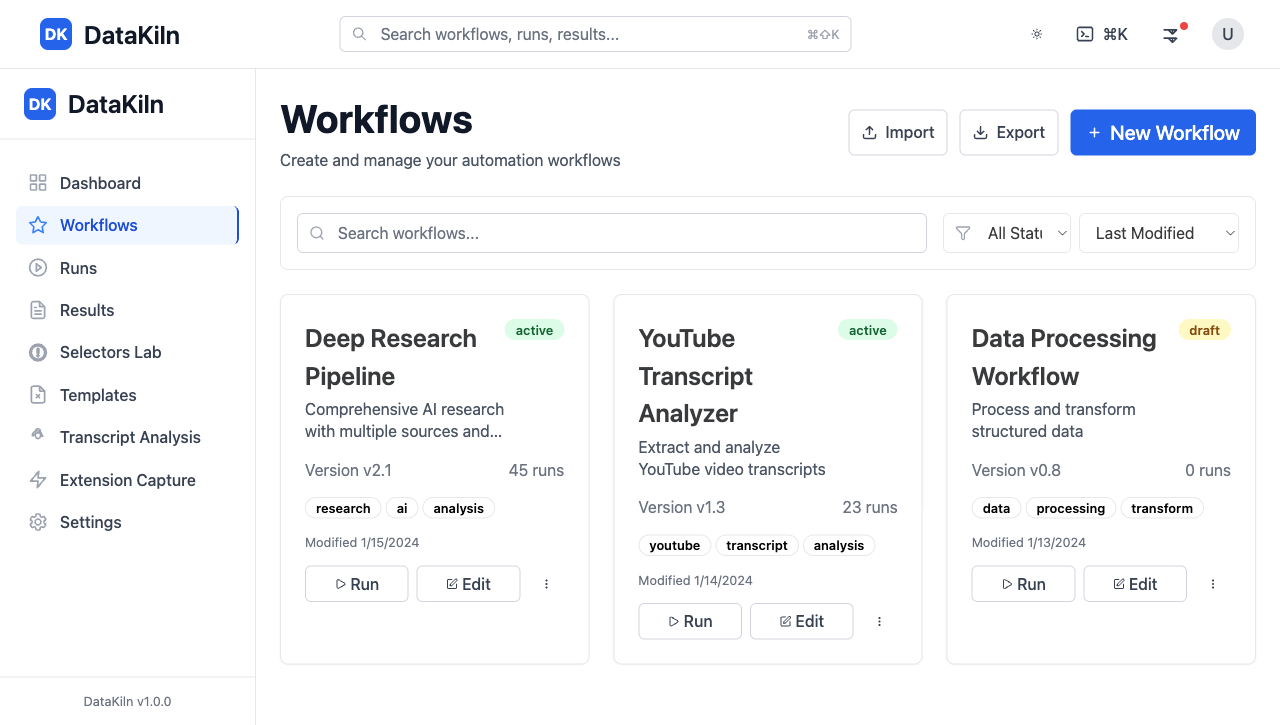 DK DataKiln
Search workflows, runs, results... ⌘⇧K
⌘K
U
DK DataKiln
Dashboard
Workflows
Runs
Results
Selectors Lab
Templates
Transcript Analysis
Extension Capture
Settings
DataKiln v1.0.0
Workflows
Create and manage your automation workflows
Import
Export
+ New Workflow
Search workflows...
All Statu
Last Modified
Deep Research
Pipeline
active
Comprehensive AI research
with multiple sources and...
Version v2.1 45 runs
research ai analysis
Modified 1/15/2024
Run Edit
YouTube
Transcript
Analyzer
active
Extract and analyze
YouTube video transcripts
Version v1.3 23 runs
youtube transcript analysis
Modified 1/14/2024
Run Edit
Data Processing
Workflow
draft
Process and transform
structured data
Version v0.8 0 runs
data processing transform
Modified 1/13/2024
Run Edit